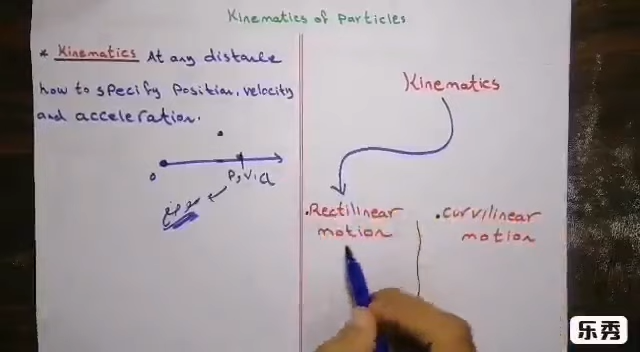 Kinematics of Particles
* Kinematics At any distance
how to specify Position, velocity
and acceleration.
o
P, V, a
موضع
Kinematics
.Rectilinear
motion
.curvilinear
motion
乐秀